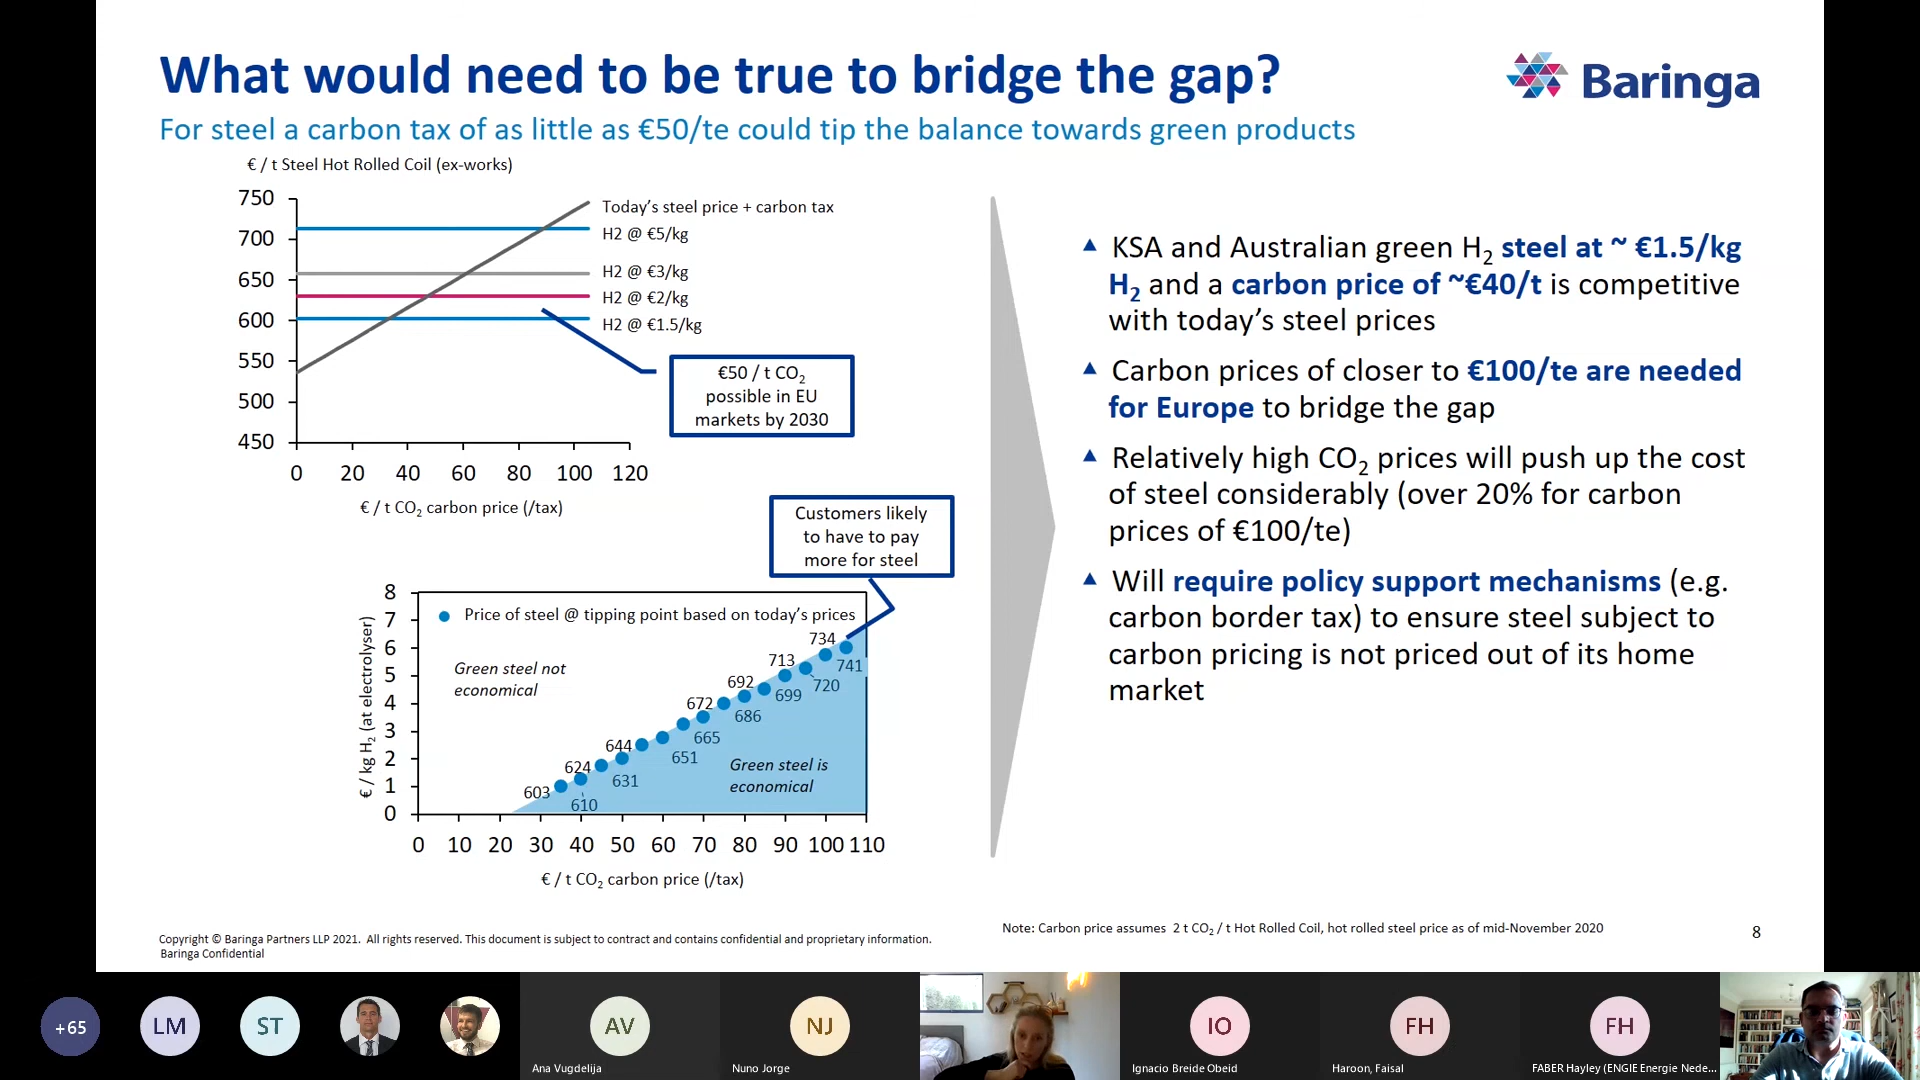 What would need to be true to bridge the gap?
Baringa
For steel a carbon tax of as little as €50/te could tip the balance towards green products
€ / t Steel Hot Rolled Coil (ex-works)
750
700
650
600
550
500
450
Today's steel price + carbon tax
H2 @ €5/kg
H2 @ €3/kg
H2 @ €2/kg
H2 @ €1.5/kg
€50 / t CO2
possible in EU
markets by 2030
0 20 40 60 80 100 120
€ / t CO2 carbon price (/tax)
Customers likely
to have to pay
more for steel
€ / kg H2 (at electrolyser)
8
7
6
5
4
3
2
1
0
Price of steel @ tipping point based on today's prices
Green steel not
economical
603
610
624
631
644
651
672
665
692
686
713
699
734
720
741
Green steel is
economical
0 10 20 30 40 50 60 70 80 90 100 110
€ / t CO2 carbon price (/tax)
KSA and Australian green H2 steel at ~ €1.5/kg
H2 and a carbon price of ~€40/t is competitive
with today's steel prices
Carbon prices of closer to €100/te are needed
for Europe to bridge the gap
Relatively high CO2 prices will push up the cost
of steel considerably (over 20% for carbon
prices of €100/te)
Will require policy support mechanisms (e.g.
carbon border tax) to ensure steel subject to
carbon pricing is not priced out of its home
market
Note: Carbon price assumes 2 t CO2 / t Hot Rolled Coil, hot rolled steel price as of mid-November 2020
Copyright © Baringa Partners LLP 2021. All rights reserved. This document is subject to contract and contains confidential and proprietary information.
Baringa Confidential
8
+65
LM
ST
AV
Ana Vugdelija
NJ
Nuno Jorge
IO
Ignacio Breide Obeid
FH
Haroon, Faisal
FH
FABER Hayley (ENGIE Energie Nede...